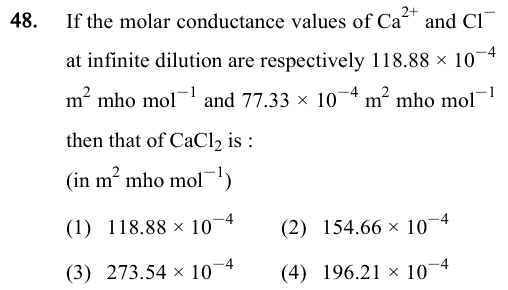 48. If the molar conductance values of Ca²⁺ and Cl⁻
at infinite dilution are respectively 118.88 × 10⁻⁴
m² mho mol⁻¹ and 77.33 × 10⁻⁴ m² mho mol⁻¹
then that of CaCl₂ is :
(in m² mho mol⁻¹)
(1) 118.88 × 10⁻⁴ (2) 154.66 × 10⁻⁴
(3) 273.54 × 10⁻⁴ (4) 196.21 × 10⁻⁴